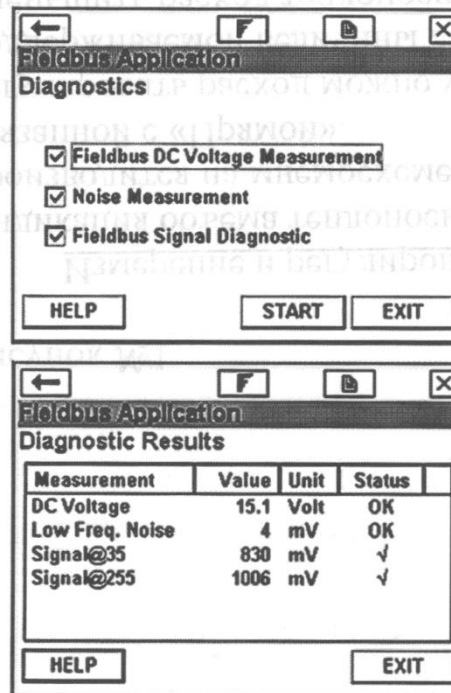 F
Fieldbus Application
Diagnostics
Fieldbus DC Voltage Measurement
Noise Measurement
Fieldbus Signal Diagnostic
HELP START EXIT
F
Fieldbus Application
Diagnostic Results
Measurement Value Unit Status
DC Voltage 15.1 Volt OK
Low Freq. Noise 4 mV OK
Signal@35 830 mV √
Signal@255 1006 mV √
HELP EXIT